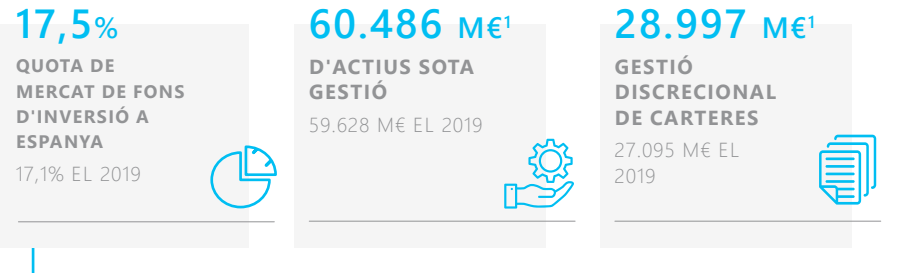 17,5%
QUOTA DE
MERCAT DE FONS
D'INVERSIÓ A
ESPANYA
17,1% EL 2019
60.486 M€¹
D'ACTIUS SOTA
GESTIÓ
59.628 M€ EL 2019
28.997 M€¹
GESTIÓ
DISCRECIONAL
DE CARTERES
27.095 M€ EL
2019